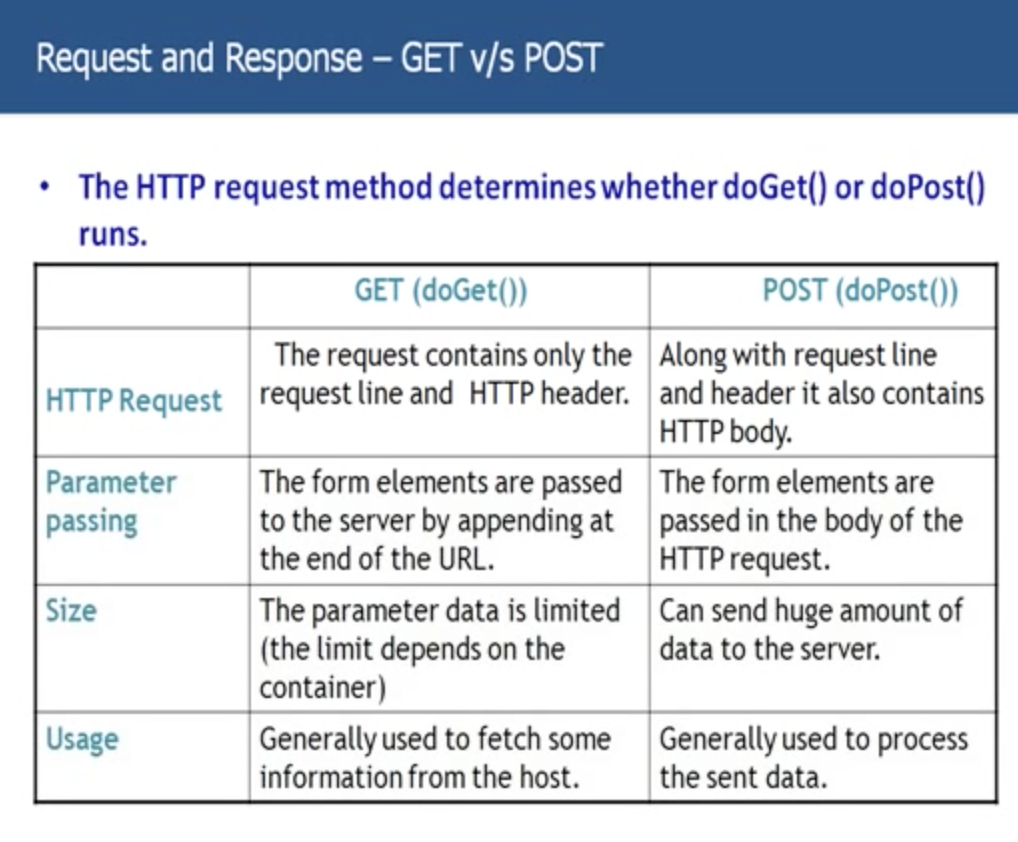 Request and Response – GET v/s POST
• The HTTP request method determines whether doGet() or doPost()
runs.
GET (doGet())
POST (doPost())
HTTP Request
The request contains only the
request line and HTTP header.
Along with request line
and header it also contains
HTTP body.
Parameter
passing
The form elements are passed
to the server by appending at
the end of the URL.
The form elements are
passed in the body of the
HTTP request.
Size
The parameter data is limited
(the limit depends on the
container)
Can send huge amount of
data to the server.
Usage
Generally used to fetch some
information from the host.
Generally used to process
the sent data.